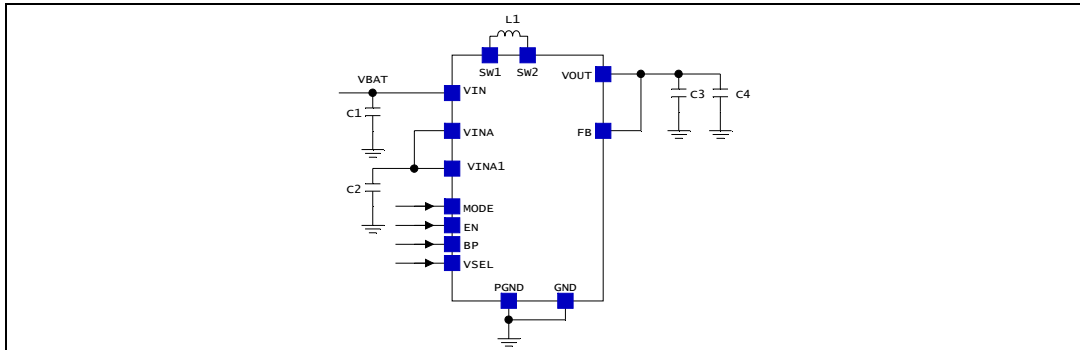 L1
SW1 SW2
VOUT
VBAT
VIN
C3 C4
C1
VINA
FB
VINA1
C2
MODE
EN
BP
VSEL
PGND GND